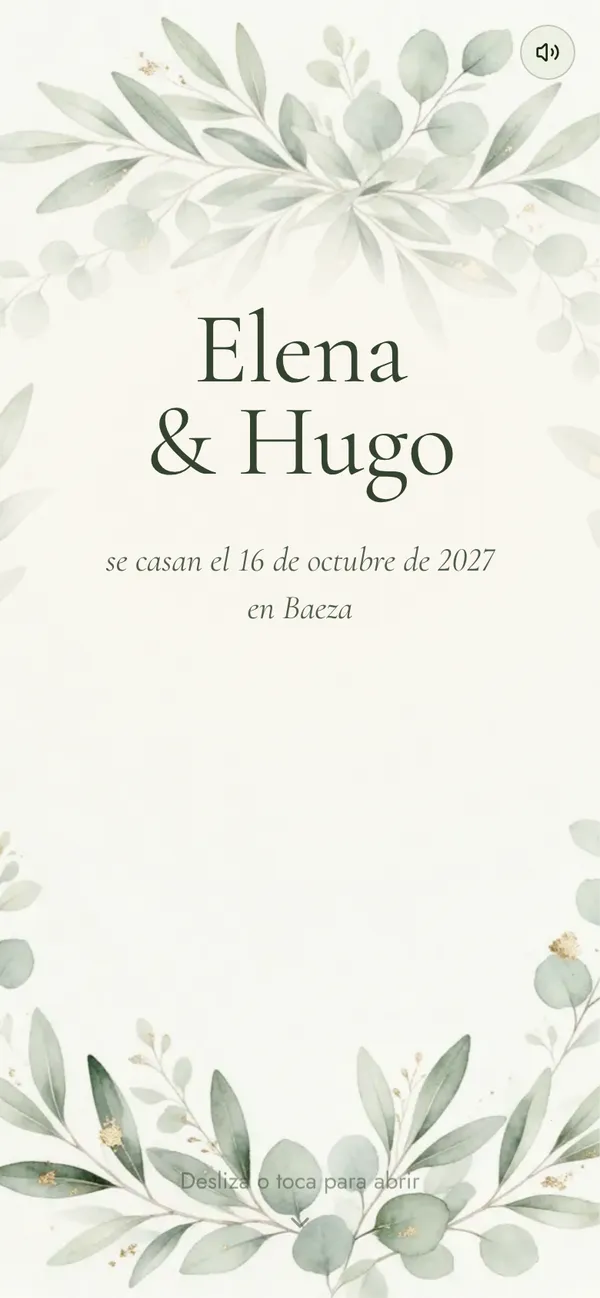 Elena
& Hugo
se casan el 16 de octubre de 2027
en Baeza
Desliza o toca para abrir